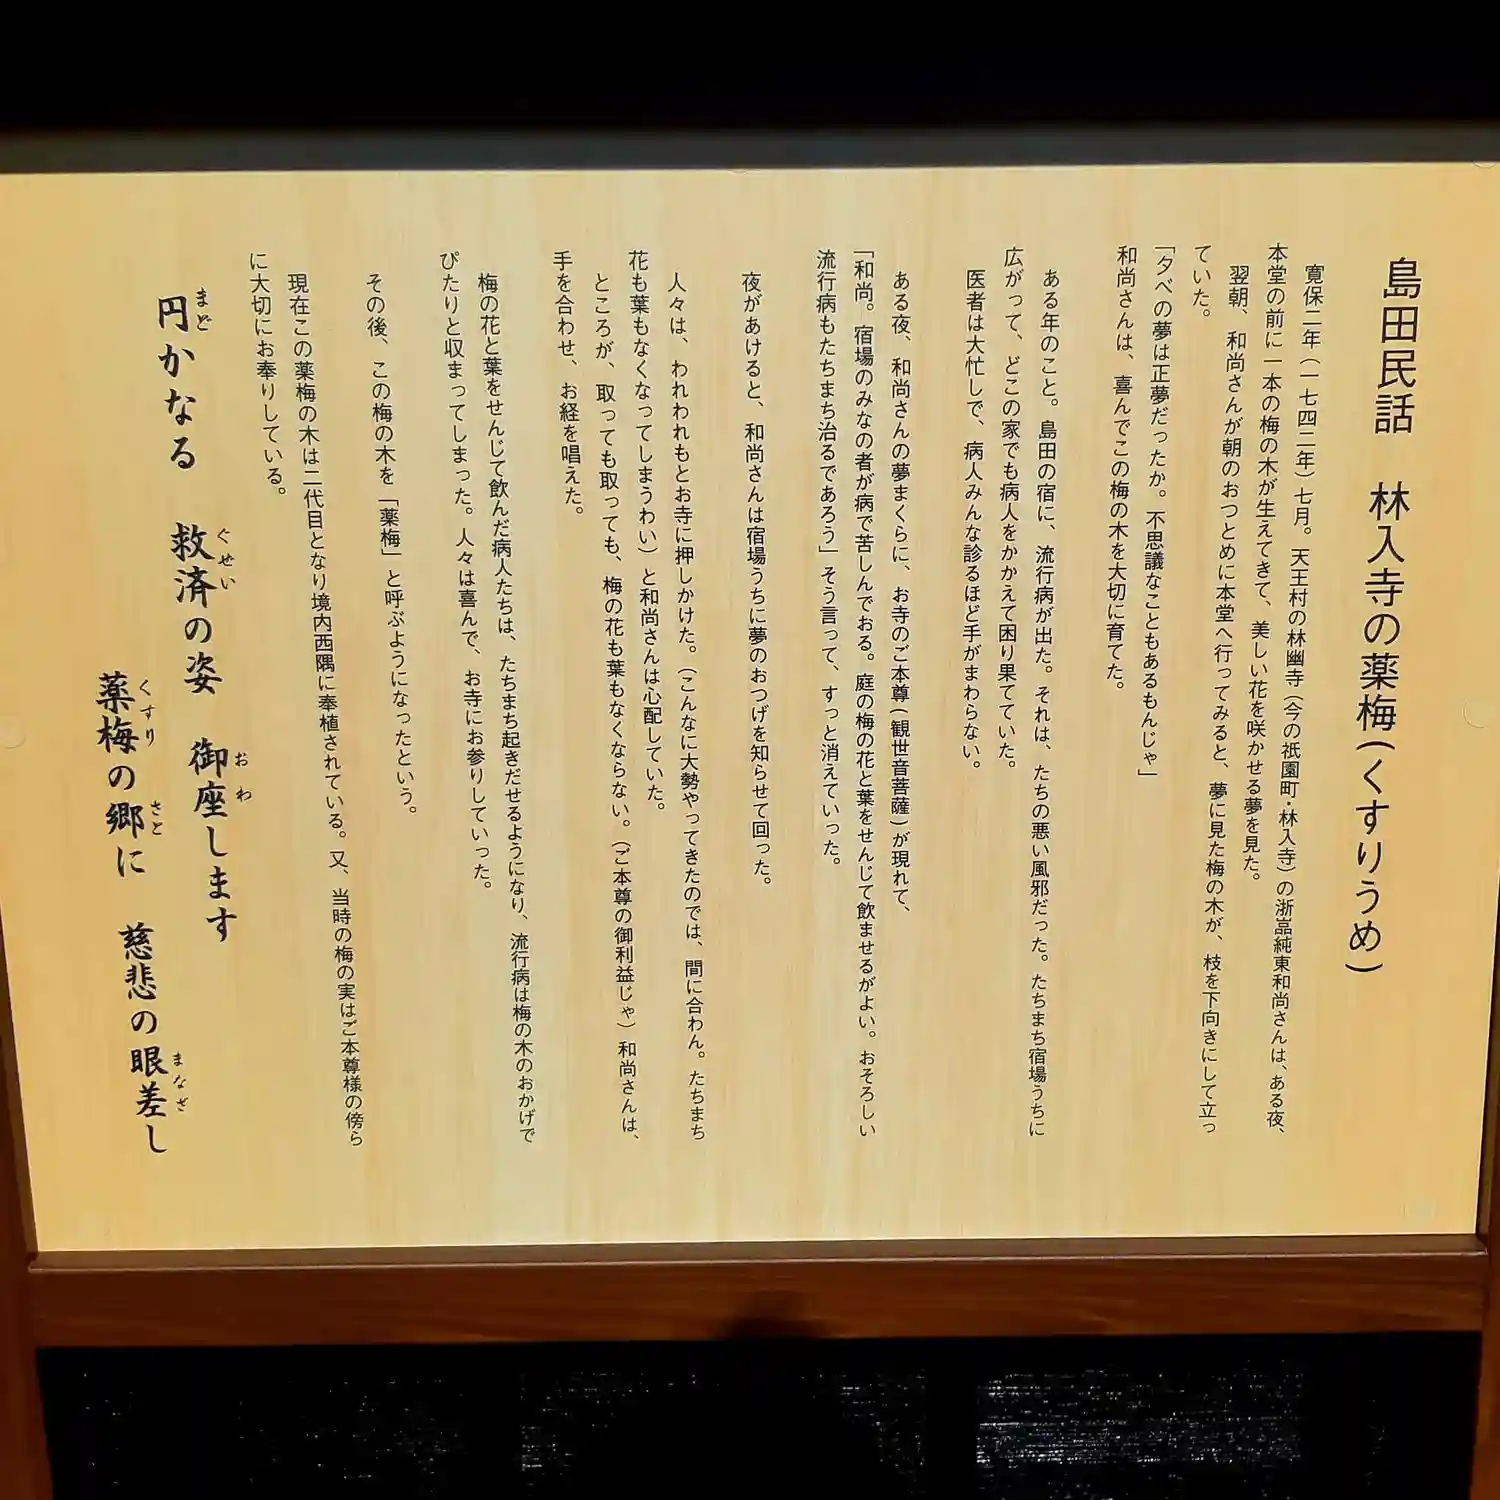 島田民話　林入寺の薬梅(くすりうめ)
寛保二年(一七四二年)七月。天王村の林幽寺(今の祇園町・林入寺)の浙嵓純東和尚さんは、ある夜、
本堂の前に一本の梅の木が生えてきて、美しい花を咲かせる夢を見た。
翌朝、和尚さんが朝のおつとめに本堂へ行ってみると、夢に見た梅の木が、枝を下向きにして立っ
ていた。
「夕べの夢は正夢だったか。不思議なこともあるもんじゃ」
和尚さんは、喜んでこの梅の木を大切に育てた。
ある年のこと。島田の宿に、流行病が出た。それは、たちの悪い風邪だった。たちまち宿場うちに
広がって、どこの家でも病人をかかえて困り果てていた。
医者は大忙しで、病人みんな診るほど手がまわらない。
ある夜、和尚さんの夢まくらに、お寺のご本尊(観世音菩薩)が現れて、
「和尚。宿場のみなの者が病で苦しんでおる。庭の梅の花と葉をせんじて飲ませるがよい。おそろしい
流行病もたちまち治るであろう」そう言って、すっと消えていった。
夜があけると、和尚さんは宿場うちに夢のおつげを知らせて回った。
人々は、われわれもとお寺に押しかけた。(こんなに大勢やってきたのでは、間に合わん。たちまち
花も葉もなくなってしまうわい)と和尚さんは心配していた。
ところが、取っても取っても、梅の花も葉もなくならない。(ご本尊の御利益じゃ)和尚さんは、
手を合わせ、お経を唱えた。
梅の花と葉をせんじて飲んだ病人たちは、たちまち起きだせるようになり、流行病は梅の木のおかげで
ぴたりと収まってしまった。人々は喜んで、お寺にお参りしていった。
その後、この梅の木を「薬梅」と呼ぶようになったという。
現在この薬梅の木は二代目となり境内西隅に奉植されている。又、当時の梅の実はご本尊様の傍ら
に大切にお奉りしている。
円かなる　救済の姿　御座します
まど　ぐせい　おわ
薬梅の郷に　慈悲の眼差し
くすり　さと　まなざ